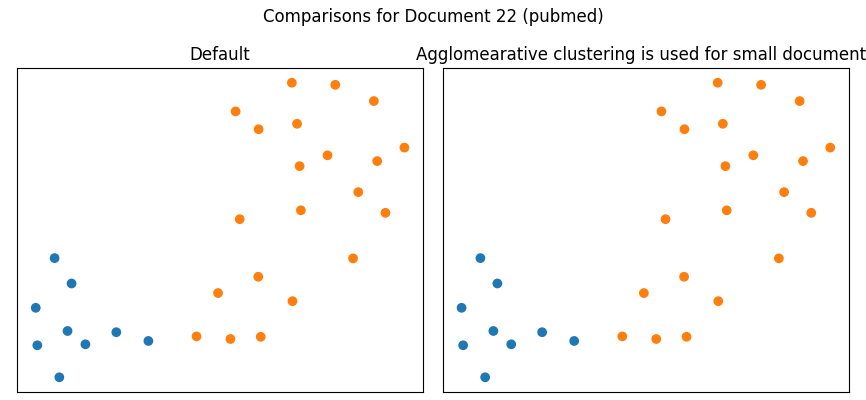 Comparisons for Document 22 (pubmed)
Default
Agglomearative clustering is used for small document